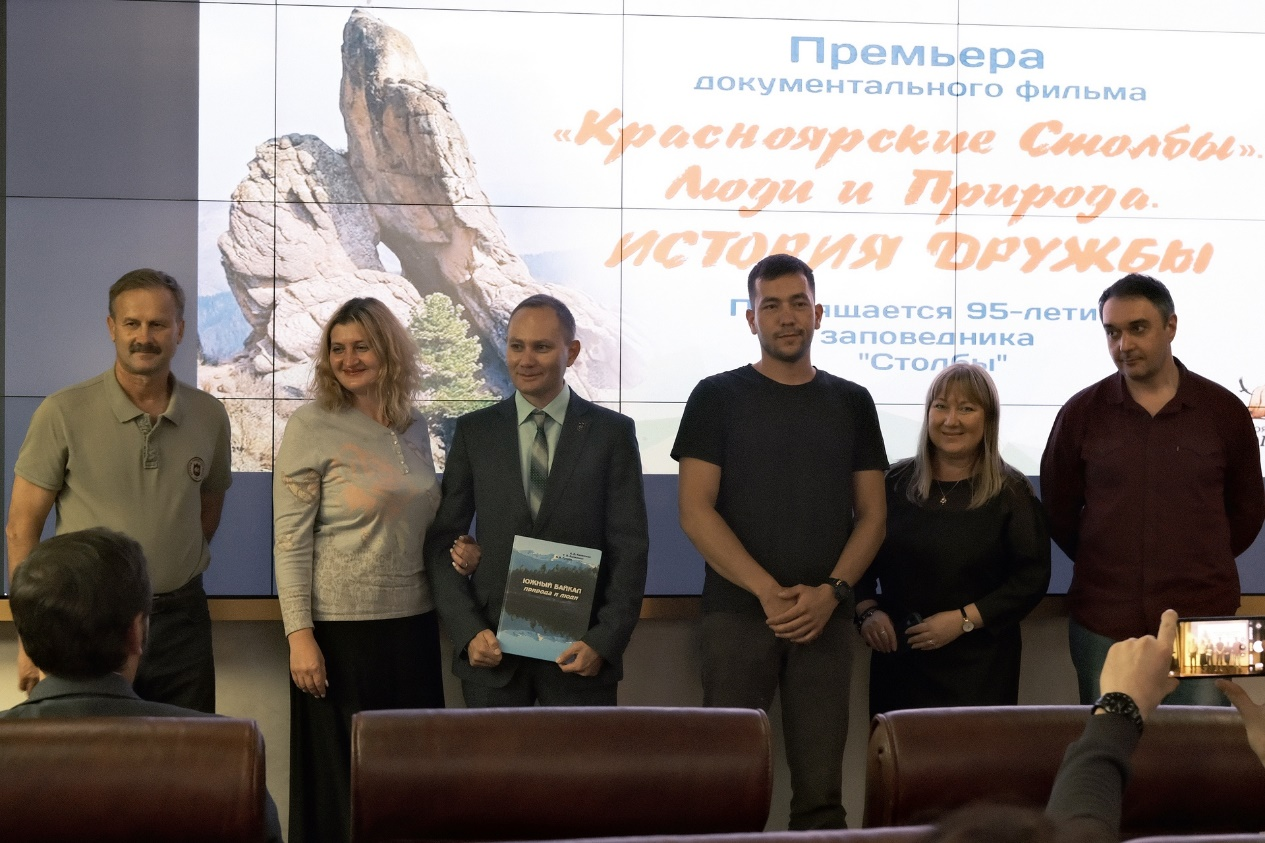 Премьера
документального фильма
«Красноярские Столбы».
Люди и Природа.
ИСТОРИЯ ДРУЖБЫ
95-лети
заповедника
"Столбы"
ЮЖНЫЙ БАЙКАЛ
ПРИРОДА И ЛЮДИ